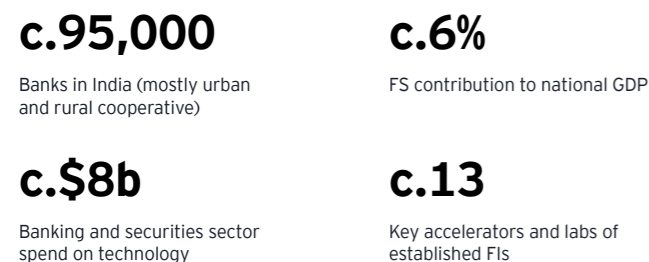 c.95,000
Banks in India (mostly urban
and rural cooperative)
c.6%
FS contribution to national GDP
c.$8b
Banking and securities sector
spend on technology
c.13
Key accelerators and labs of
established FIs